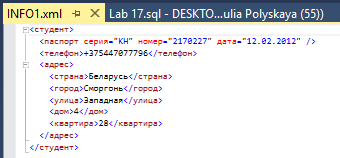 INFO1.xml Lab 17.sql - DESKTO...ulia Polyskaya (55))
<студент>
<паспорт серия="КН" номер="2170227" дата="12.02.2012" />
<телефон>+375447077796</телефон>
<адрес>
<страна>Беларусь</страна>
<город>Сморгонь</город>
<улица>Западная</улица>
<дом>4</дом>
<квартира>28</квартира>
</адрес>
</студент>